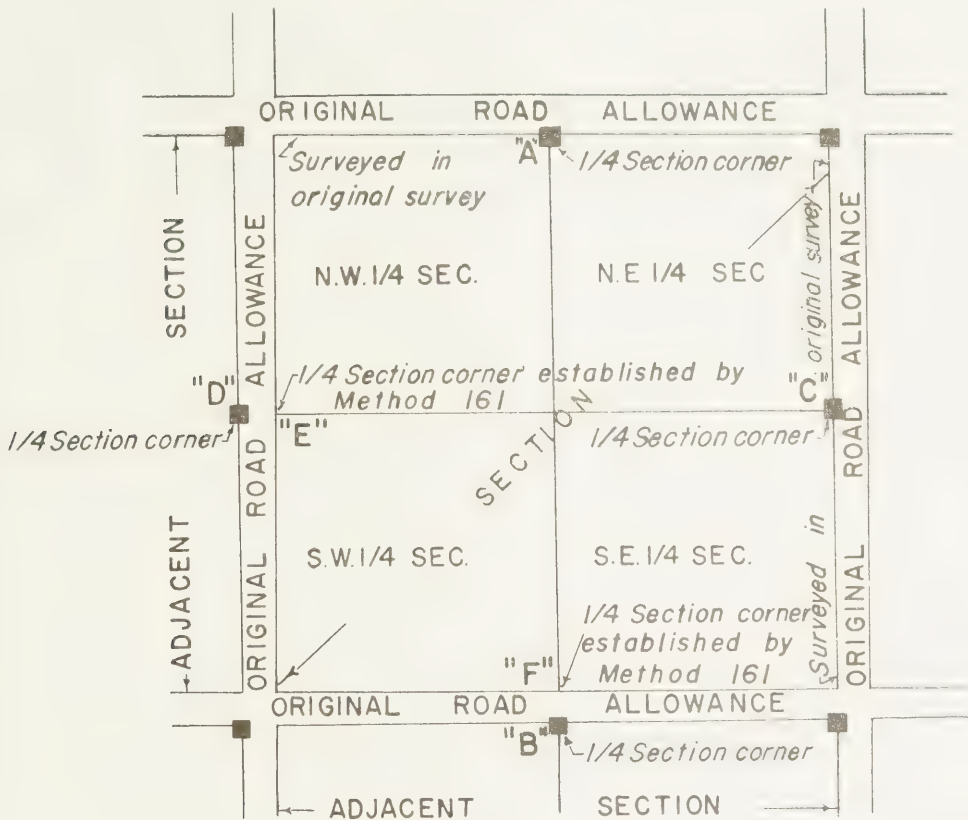 ORIGINAL ROAD ALLOWANCE
"A"
1/4 Section corner
Surveyed in
original survey
SECTION
ORIGINAL ROAD ALLOWANCE
N.W. 1/4 SEC.
N.E 1/4 SEC
Surveyed in original survey
ORIGINAL ROAD ALLOWANCE
"D"
1/4 Section corner established by
Method 161
"C"
1/4 Section corner
"E"
1/4 Section corner
SECTION
ADJACENT
S.W. 1/4 SEC.
S.E. 1/4 SEC.
1/4 Section corner
established by
Method 161
"F"
ORIGINAL ROAD ALLOWANCE
"B"
1/4 Section corner
ADJACENT SECTION